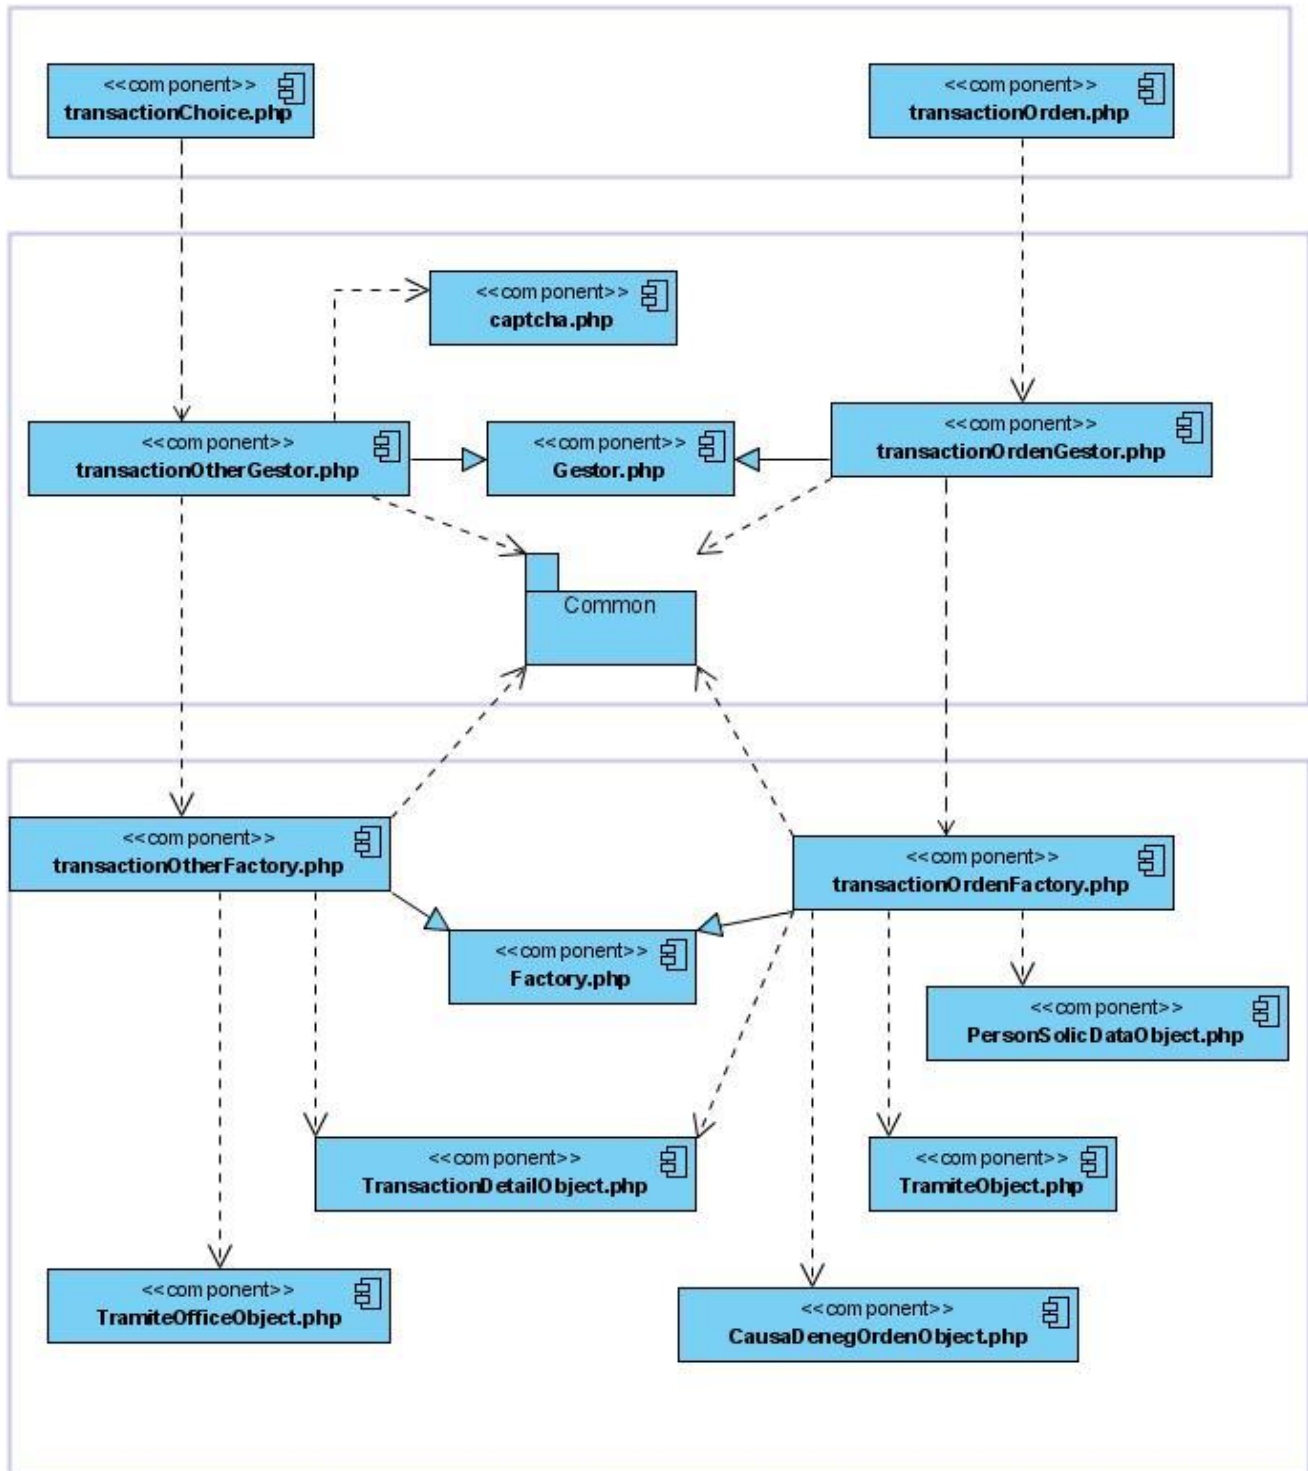 <<component>>
transactionChoice.php
<<component>>
transactionOrden.php
<<component>>
captcha.php
<<component>>
transactionOtherGestor.php
<<component>>
Gestor.php
<<component>>
transactionOrdenGestor.php
Common
<<component>>
transactionOtherFactory.php
<<component>>
transactionOrdenFactory.php
<<component>>
Factory.php
<<component>>
PersonSolicDataObject.php
<<component>>
TransactionDetailObject.php
<<component>>
TramiteObject.php
<<component>>
TramiteOfficeObject.php
<<component>>
CausaDenegOrdenObject.php